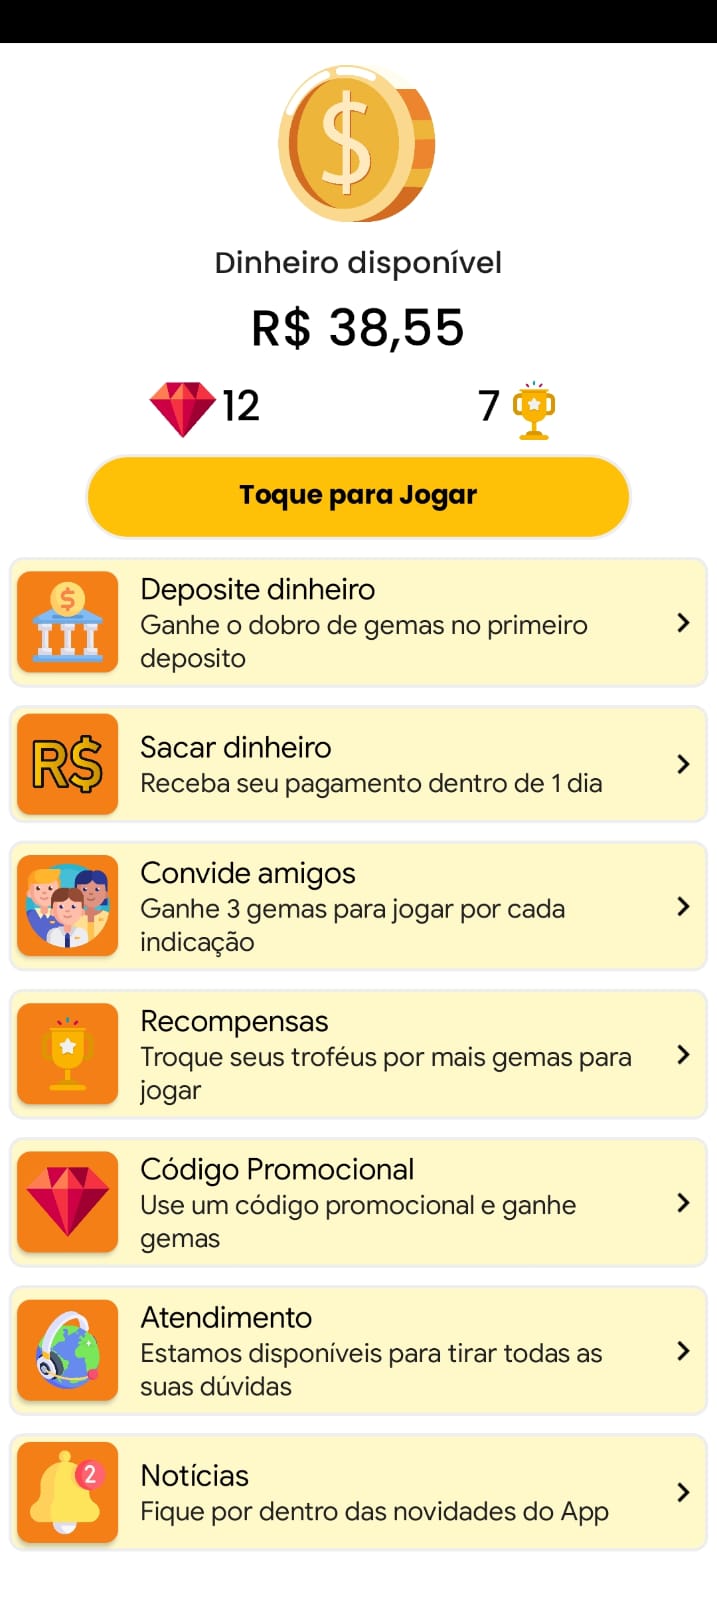 $
Dinheiro disponível
R$ 38,55
12
7
Toque para Jogar
$
Deposite dinheiro
Ganhe o dobro de gemas no primeiro
deposito
R$
Sacar dinheiro
Receba seu pagamento dentro de 1 dia
Convide amigos
Ganhe 3 gemas para jogar por cada
indicação
Recompensas
Troque seus troféus por mais gemas para
jogar
Código Promocional
Use um código promocional e ganhe
gemas
Atendimento
Estamos disponíveis para tirar todas as
suas dúvidas
2
Notícias
Fique por dentro das novidades do App